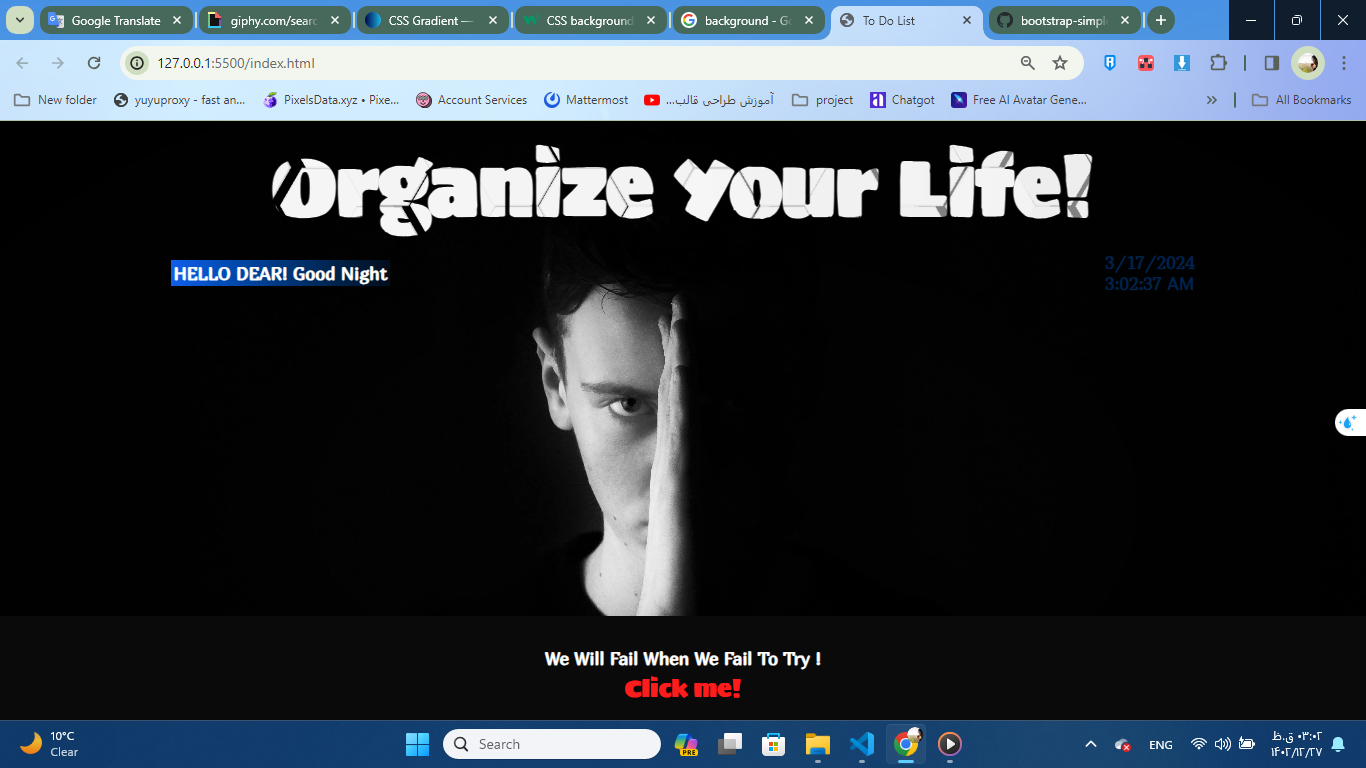 Google Translate
giphy.com/searc
CSS Gradient —
CSS background
background - Go
To Do List
bootstrap-simple
127.0.0.1:5500/index.html
New folder
yuyuproxy - fast an...
PixelsData.xyz • Pixe...
Account Services
Mattermost
آموزش طراحی قالب...
project
Chatgot
Free AI Avatar Gene...
All Bookmarks
Organize Your Life!
HELLO DEAR! Good Night
3/17/2024
3:02:37 AM
We Will Fail When We Fail To Try !
Click me!
10°C
Clear
Search
PRE
ENG
۰۳:۰۲ ق.ظ
۱۴۰۲/۱۲/۲۷